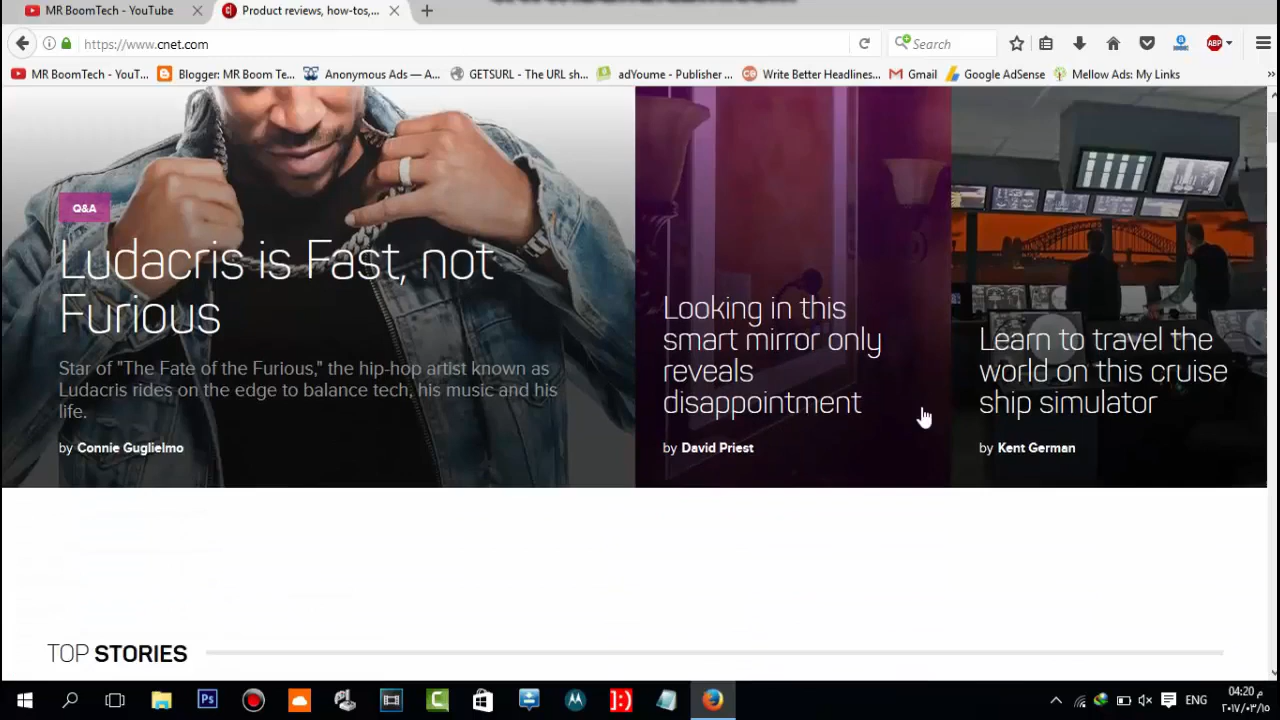 MR BoomTech - YouTube
Product reviews, how-tos,...
https://www.cnet.com
Search
ABP
MR BoomTech - YouT...
Blogger: MR Boom Te...
Anonymous Ads — A...
GETSURL - The URL sh...
adYoume - Publisher ...
Write Better Headlines...
Gmail
Google AdSense
Mellow Ads: My Links
Q&A
Ludacris is Fast, not
Furious
Star of "The Fate of the Furious," the hip-hop artist known as
Ludacris rides on the edge to balance tech, his music and his
life.
by Connie Guglielmo
Looking in this
smart mirror only
reveals
disappointment
by David Priest
Learn to travel the
world on this cruise
ship simulator
by Kent German
TOP STORIES
Ps
ENG
04:20 م
٢٠١٧/٠٣/١٥